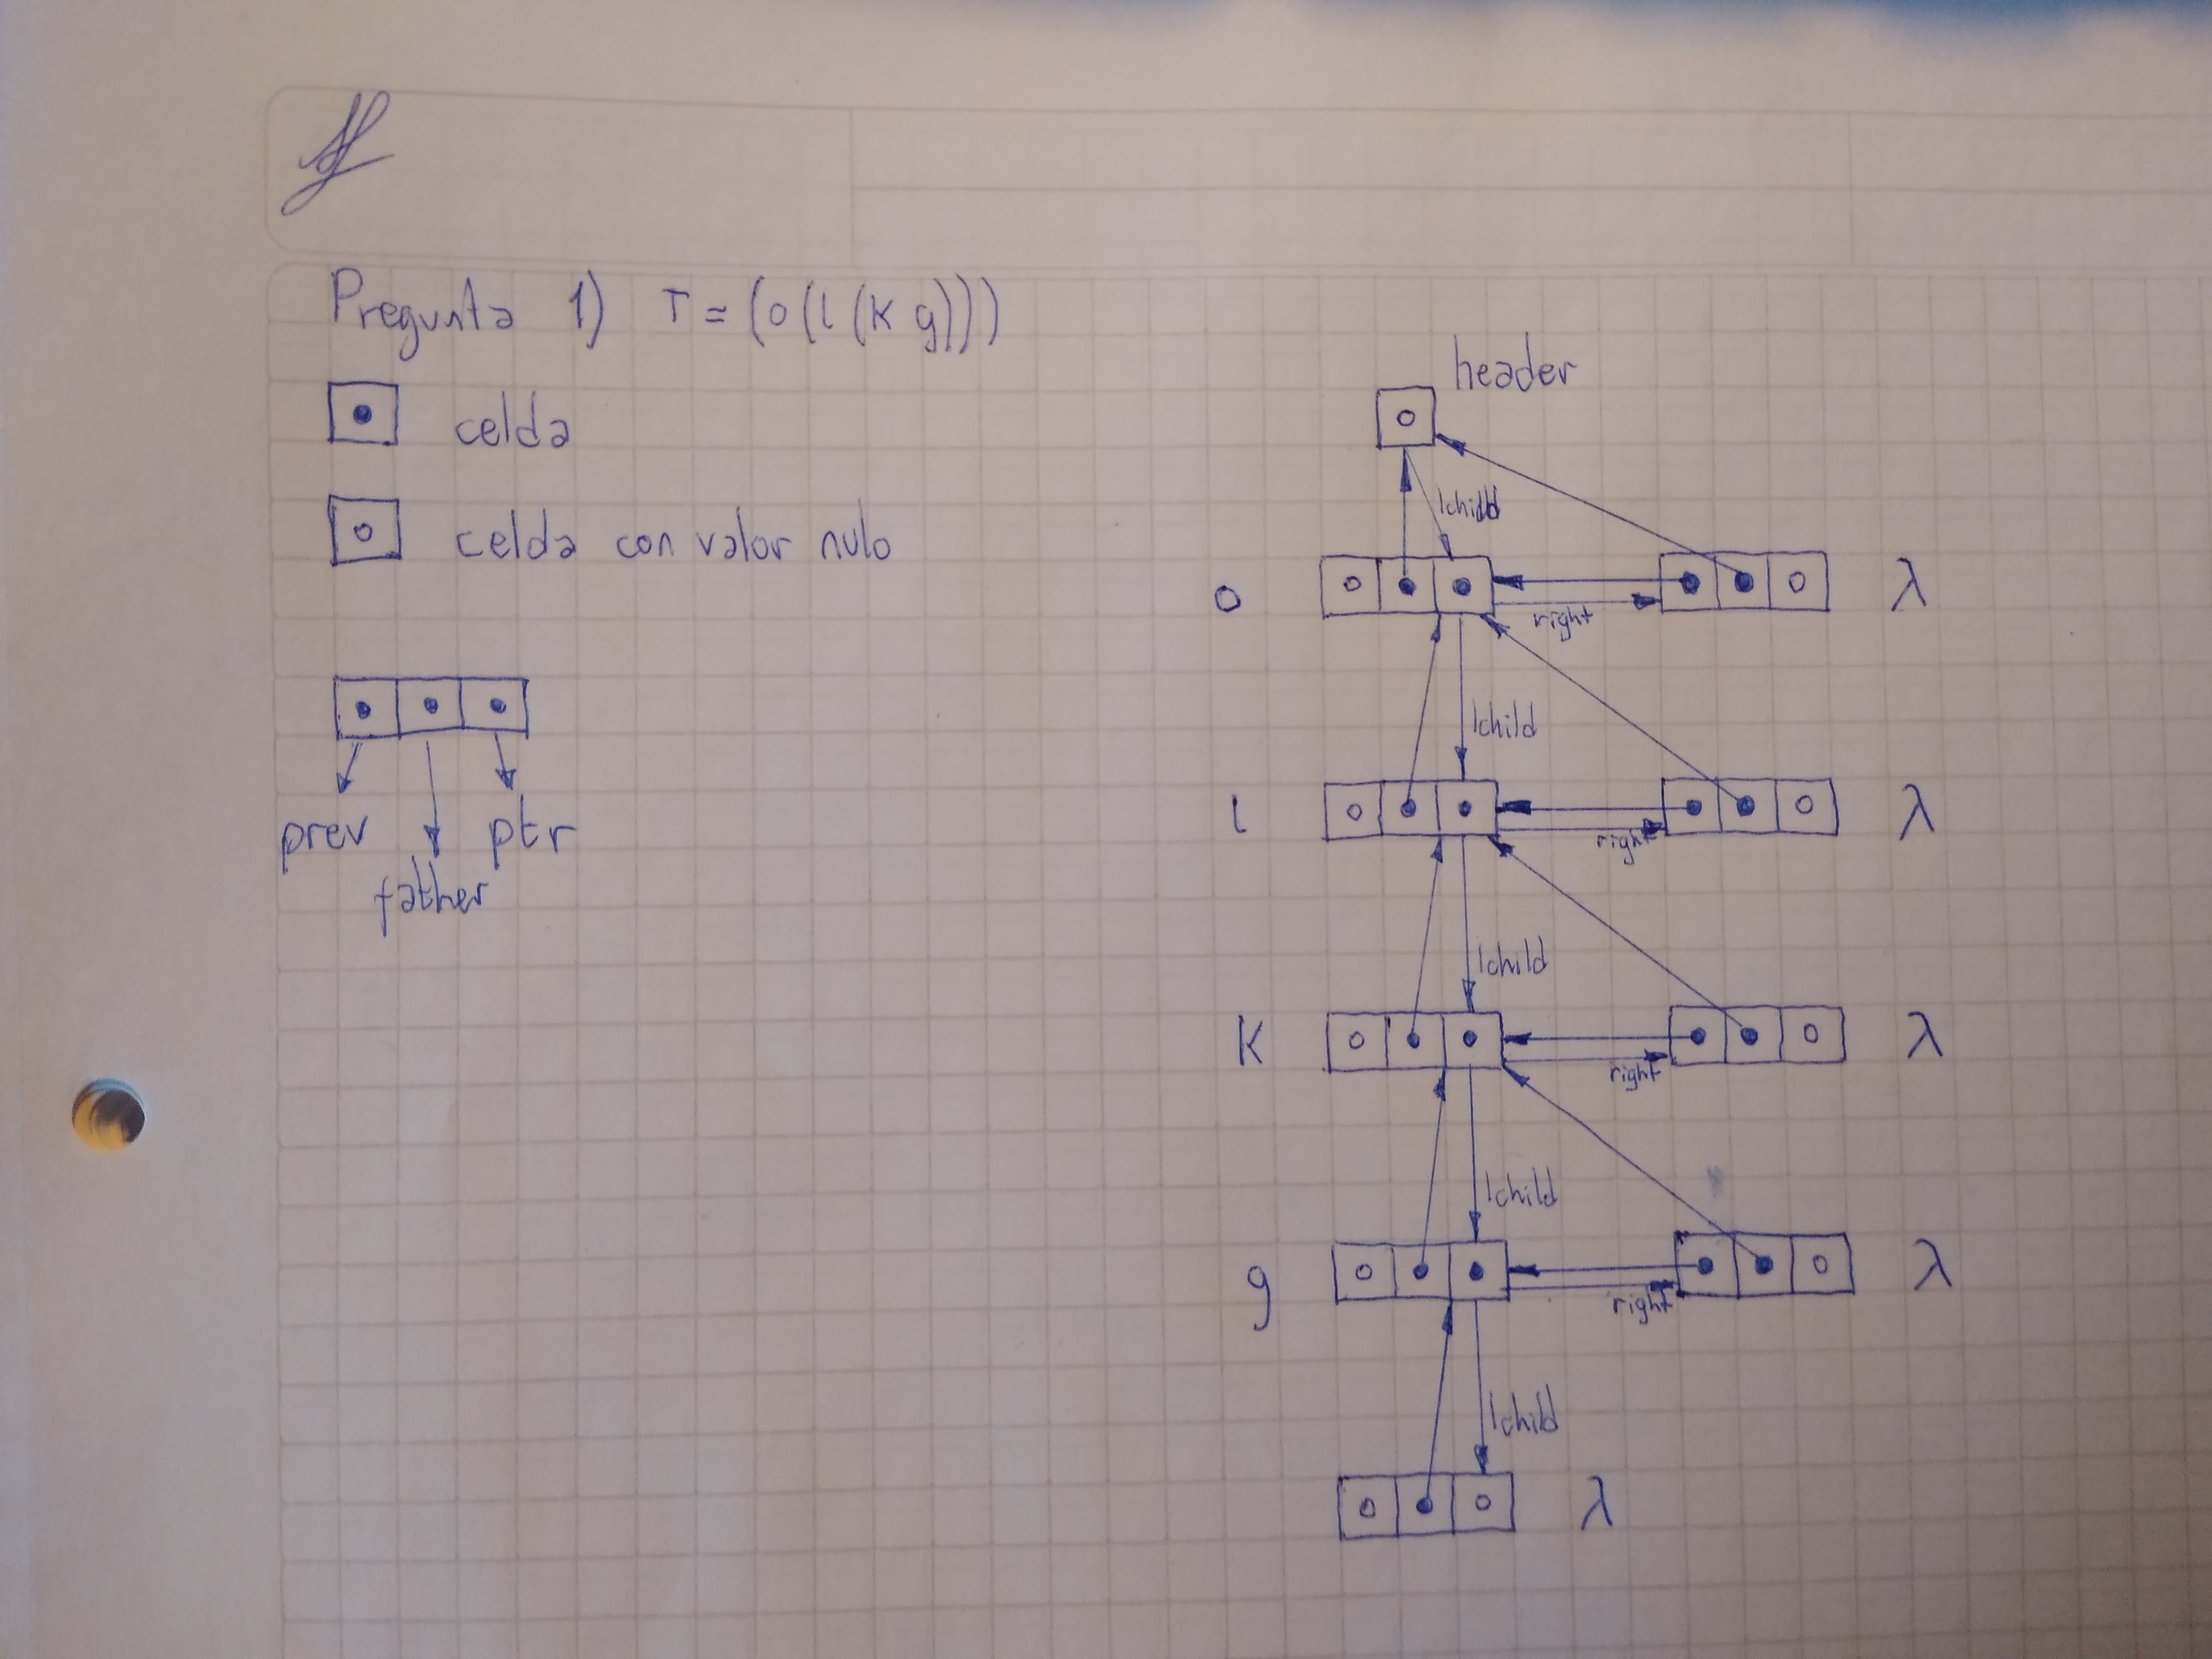 Pregunta 1) T = (o (l (k g)))
celda
celda con valor nulo
prev
father
ptr
header
lchild
o
right
λ
lchild
l
right
λ
lchild
k
right
λ
lchild
g
right
λ
lchild
λ